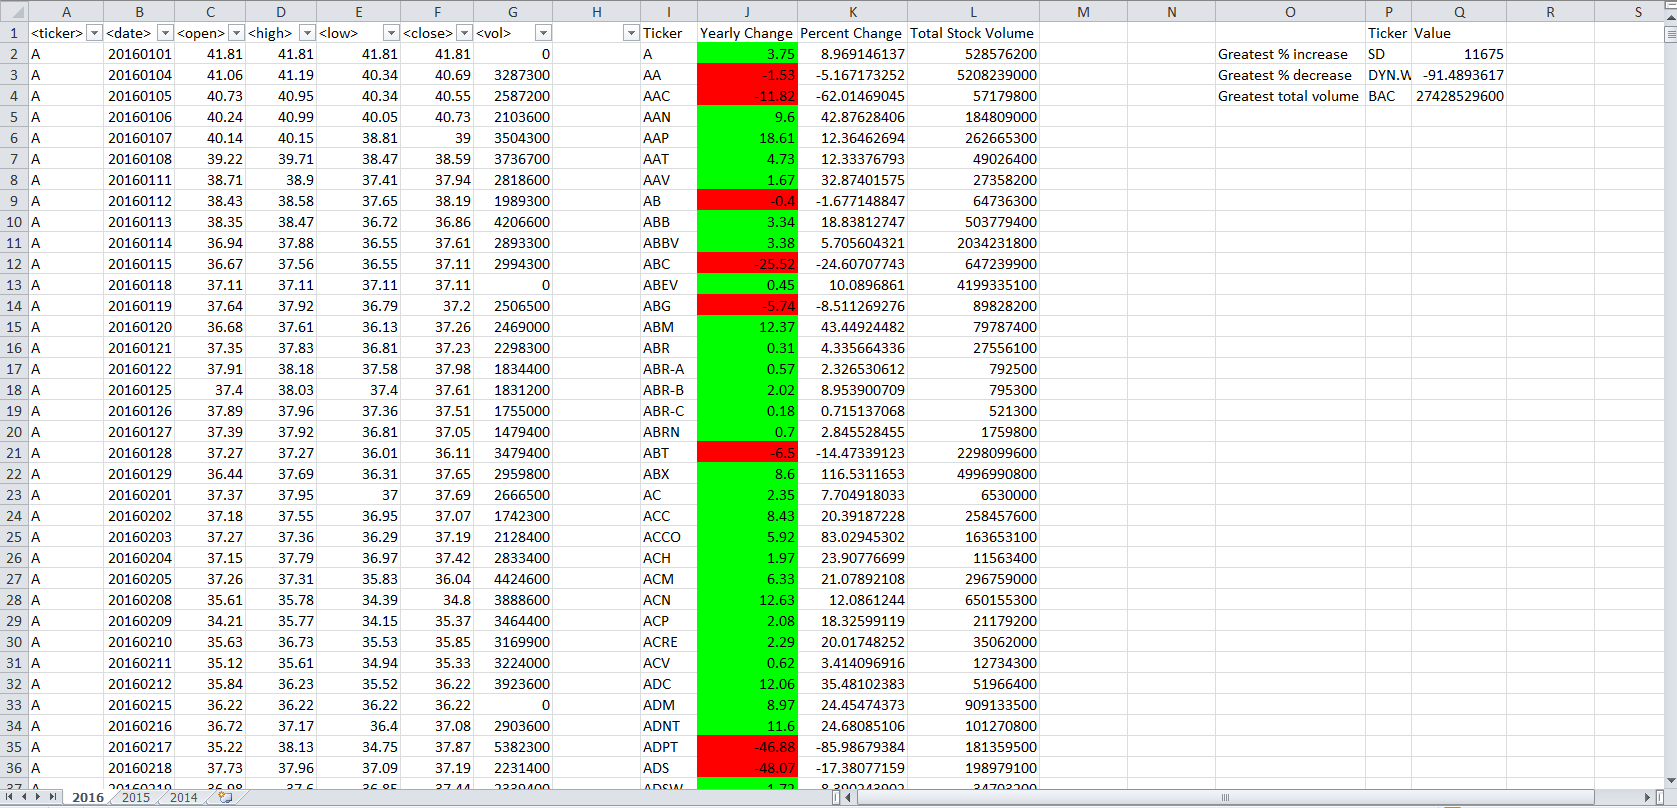 A B C D E F G H I J K L M N O P Q R S
1 <ticker> <date> <open> <high> <low> <close> <vol> Ticker Yearly Change Percent Change Total Stock Volume Ticker Value
2 A 20160101 41.81 41.81 41.81 41.81 0 A 3.75 8.969146137 528576200 Greatest % increase SD 11675
3 A 20160104 41.06 41.19 40.34 40.69 3287300 AA -1.53 -5.167173252 5208239000 Greatest % decrease DYN.W -91.4893617
4 A 20160105 40.73 40.95 40.34 40.55 2587200 AAC -11.82 -62.01469045 57179800 Greatest total volume BAC 27428529600
5 A 20160106 40.24 40.99 40.05 40.73 2103600 AAN 9.6 42.87628406 184809000
6 A 20160107 40.14 40.15 38.81 39 3504300 AAP 18.61 12.36462694 262665300
7 A 20160108 39.22 39.71 38.47 38.59 3736700 AAT 4.73 12.33376793 49026400
8 A 20160111 38.71 38.9 37.41 37.94 2818600 AAV 1.67 32.87401575 27358200
9 A 20160112 38.43 38.58 37.65 38.19 1989300 AB -0.4 -1.677148847 64736300
10 A 20160113 38.35 38.47 36.72 36.86 4206600 ABB 3.34 18.83812747 503779400
11 A 20160114 36.94 37.88 36.55 37.61 2893300 ABBV 3.38 5.705604321 2034231800
12 A 20160115 36.67 37.56 36.55 37.11 2994300 ABC -25.52 -24.60707743 647239900
13 A 20160118 37.11 37.11 37.11 37.11 0 ABEV 0.45 10.0896861 4199335100
14 A 20160119 37.64 37.92 36.79 37.2 2506500 ABG -5.74 -8.511269276 89828200
15 A 20160120 36.68 37.61 36.13 37.26 2469000 ABM 12.37 43.44924482 79787400
16 A 20160121 37.35 37.83 36.81 37.23 2298300 ABR 0.31 4.335664336 27556100
17 A 20160122 37.91 38.18 37.58 37.98 1834400 ABR-A 0.57 2.326530612 792500
18 A 20160125 37.4 38.03 37.4 37.61 1831200 ABR-B 2.02 8.953900709 795300
19 A 20160126 37.89 37.96 37.36 37.51 1755000 ABR-C 0.18 0.715137068 521300
20 A 20160127 37.39 37.92 36.81 37.05 1479400 ABRN 0.7 2.845528455 1759800
21 A 20160128 37.27 37.27 36.01 36.11 3479400 ABT -6.5 -14.47339123 2298099600
22 A 20160129 36.44 37.69 36.31 37.65 2959800 ABX 8.6 116.5311653 4996990800
23 A 20160201 37.37 37.95 37 37.69 2666500 AC 2.35 7.704918033 6530000
24 A 20160202 37.18 37.55 36.95 37.07 1742300 ACC 8.43 20.39187228 258457600
25 A 20160203 37.27 37.36 36.29 37.19 2128400 ACCO 5.92 83.02945302 163653100
26 A 20160204 37.15 37.79 36.97 37.42 2833400 ACH 1.97 23.90776699 11563400
27 A 20160205 37.26 37.31 35.83 36.04 4424600 ACM 6.33 21.07892108 296759000
28 A 20160208 35.61 35.78 34.39 34.8 3888600 ACN 12.63 12.0861244 650155300
29 A 20160209 34.21 35.77 34.15 35.37 3464400 ACP 2.08 18.32599119 21179200
30 A 20160210 35.63 36.73 35.53 35.85 3169900 ACRE 2.29 20.01748252 35062000
31 A 20160211 35.12 35.61 34.94 35.33 3224000 ACV 0.62 3.414096916 12734300
32 A 20160212 35.84 36.23 35.52 36.22 3923600 ADC 12.06 35.48102383 51966400
33 A 20160215 36.22 36.22 36.22 36.22 0 ADM 8.97 24.45474373 909133500
34 A 20160216 36.72 37.17 36.4 37.08 2903600 ADNT 11.6 24.68085106 101270800
35 A 20160217 35.22 38.13 34.75 37.87 5382300 ADPT -46.88 -85.98679384 181359500
36 A 20160218 37.73 37.96 37.09 37.19 2231400 ADS -48.07 -17.38077159 198979100
2016 2015 2014